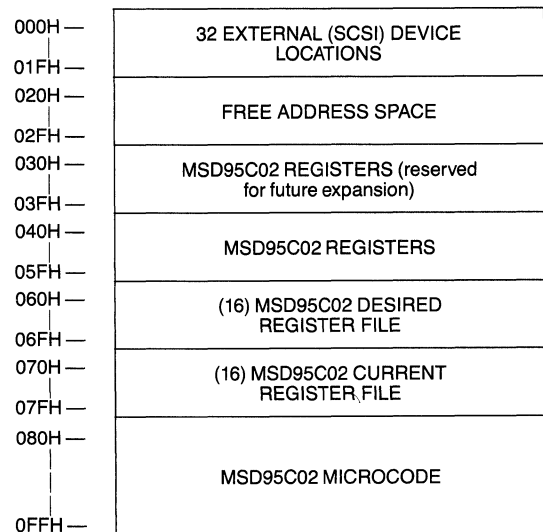 000H — 32 EXTERNAL (SCSI) DEVICE
LOCATIONS
01FH —
020H —
FREE ADDRESS SPACE
02FH —
030H —
MSD95C02 REGISTERS (reserved
for future expansion)
03FH —
040H —
MSD95C02 REGISTERS
05FH —
060H —
(16) MSD95C02 DESIRED
REGISTER FILE
06FH —
070H —
(16) MSD95C02 CURRENT
REGISTER FILE
07FH —
080H —
MSD95C02 MICROCODE
0FFH —